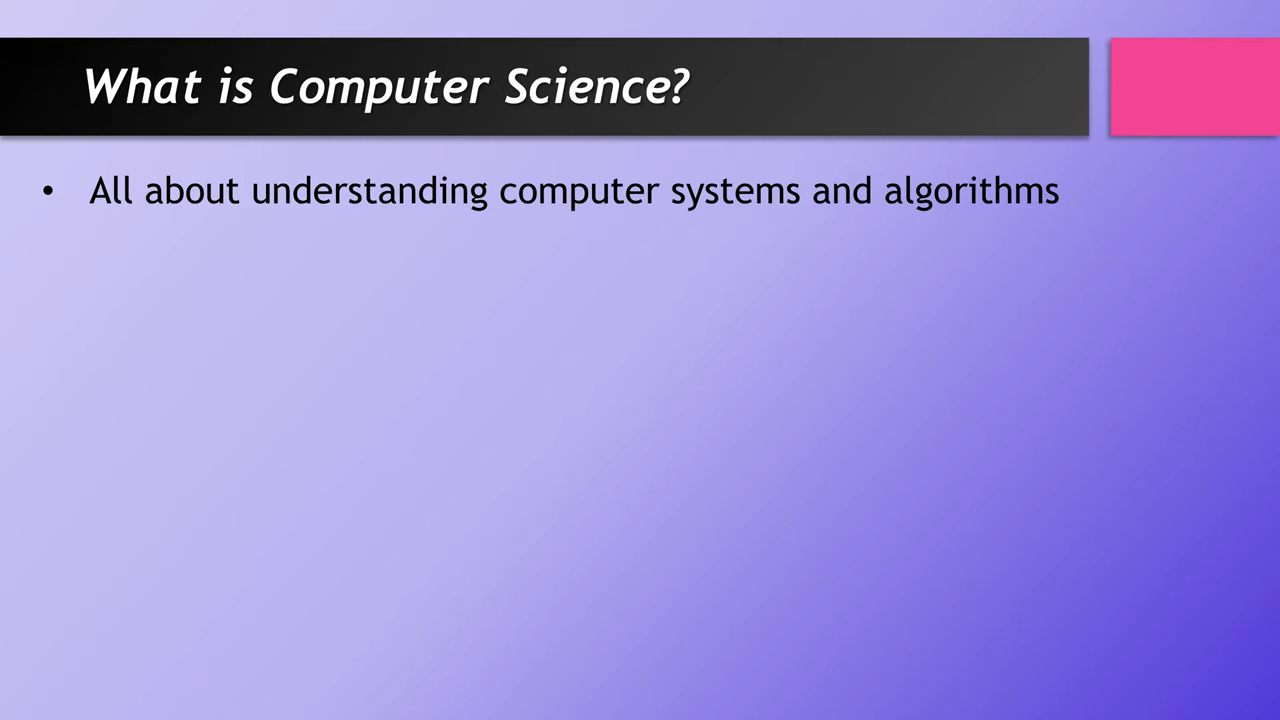 What is Computer Science?
• All about understanding computer systems and algorithms